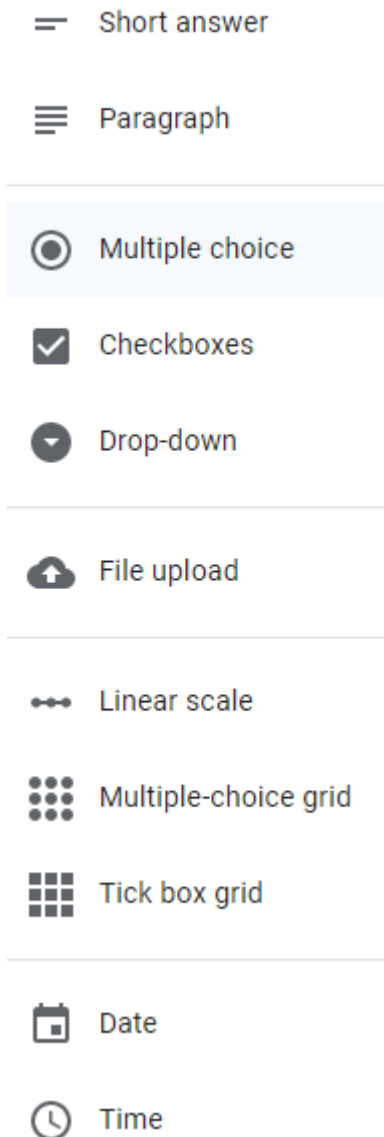 Short answer
Paragraph
Multiple choice
Checkboxes
Drop-down
File upload
Linear scale
Multiple-choice grid
Tick box grid
Date
Time